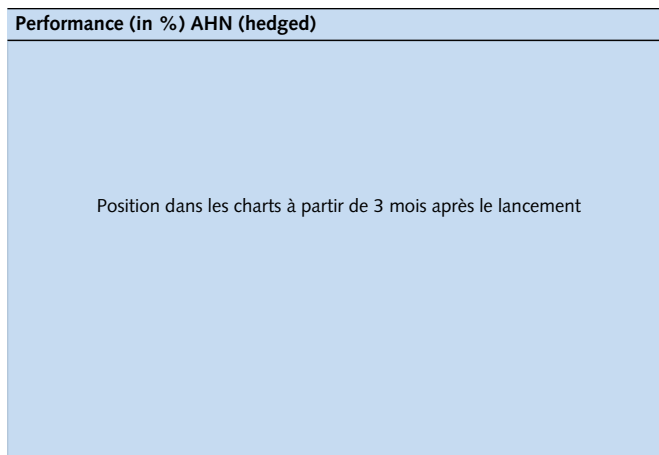 Performance (in %) AHN (hedged)
Position dans les charts à partir de 3 mois après le lancement